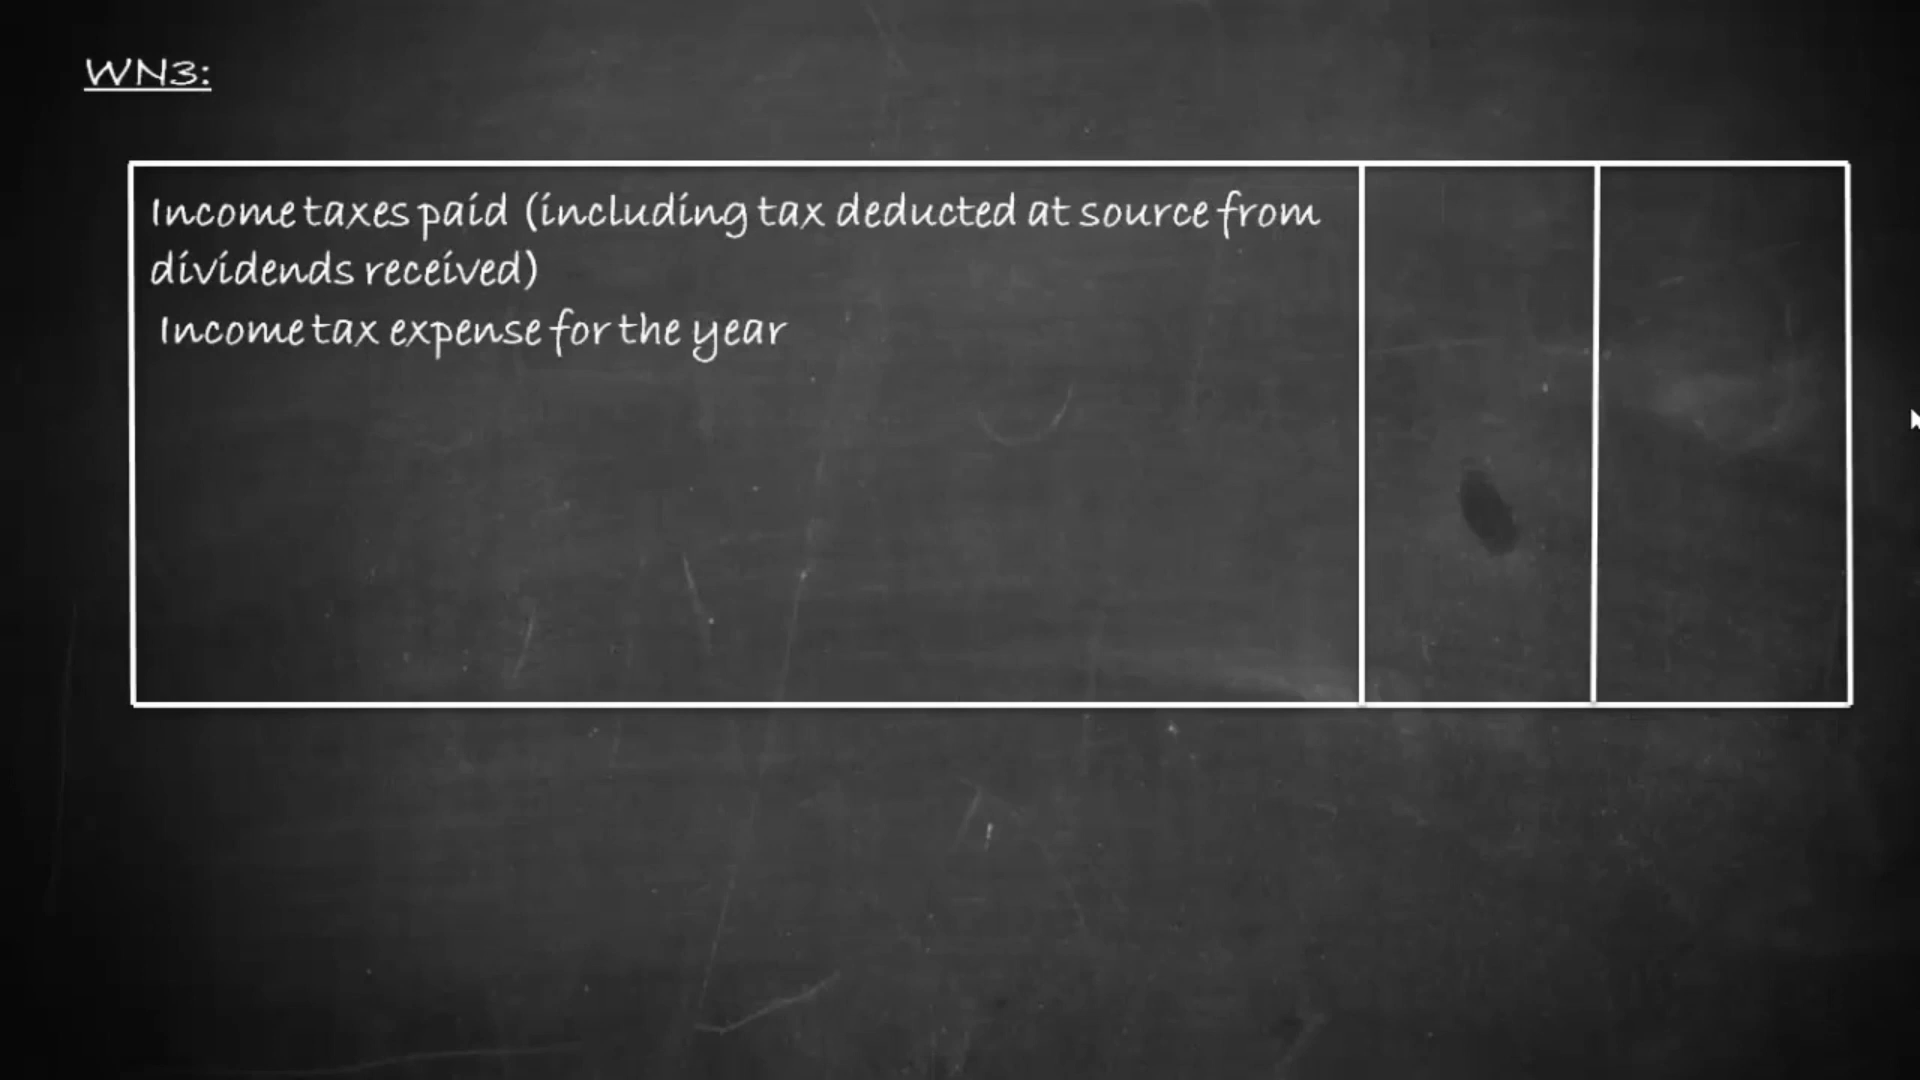 WN3:
Income taxes paid (including tax deducted at source from
dividends received)
Income tax expense for the year